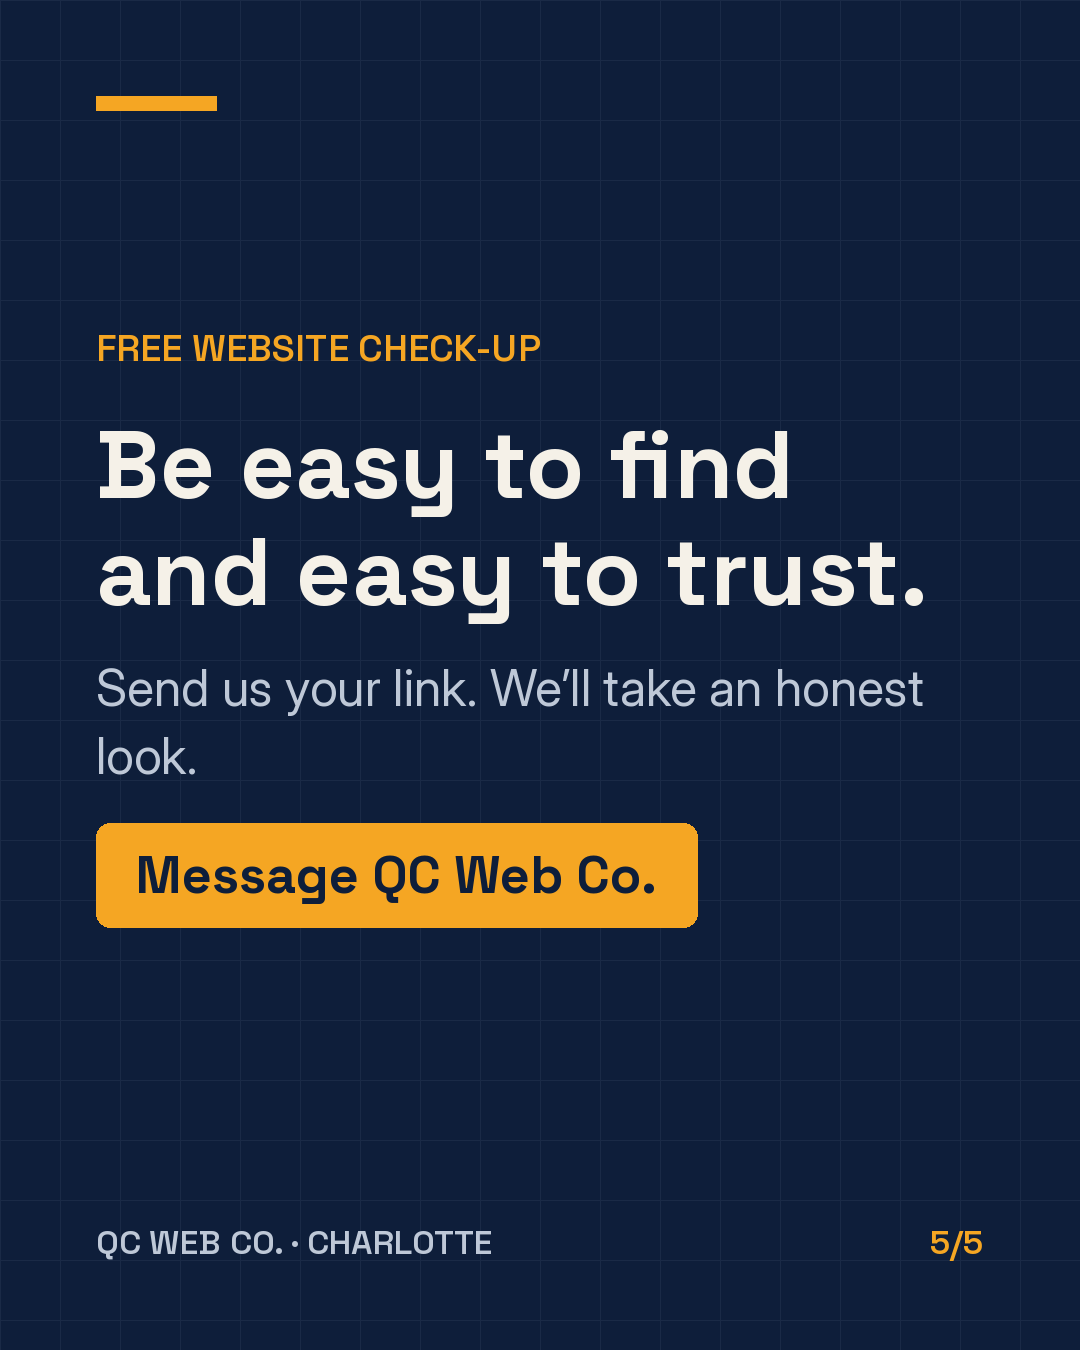 FREE WEBSITE CHECK-UP
Be easy to find
and easy to trust.
Send us your link. We’ll take an honest
look.
Message QC Web Co.
QC WEB CO. · CHARLOTTE
5/5